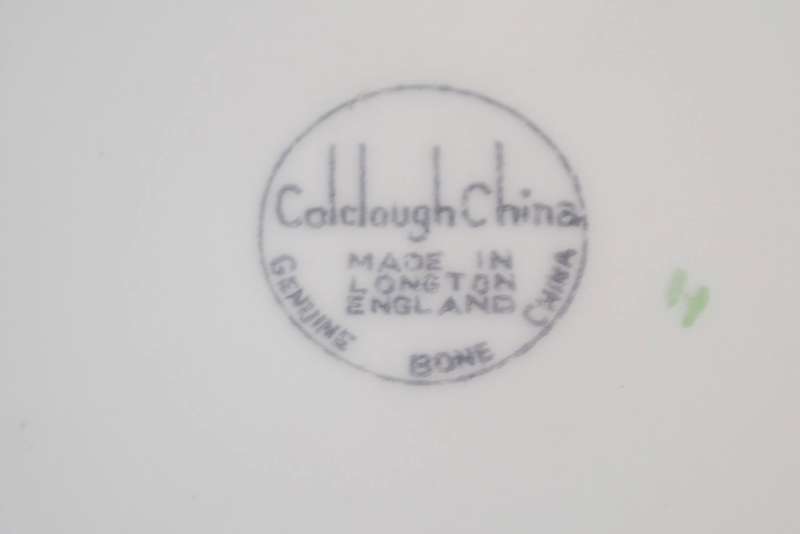 Colclough China
MADE IN
LONGTON
ENGLAND
GENUINE BONE CHINA